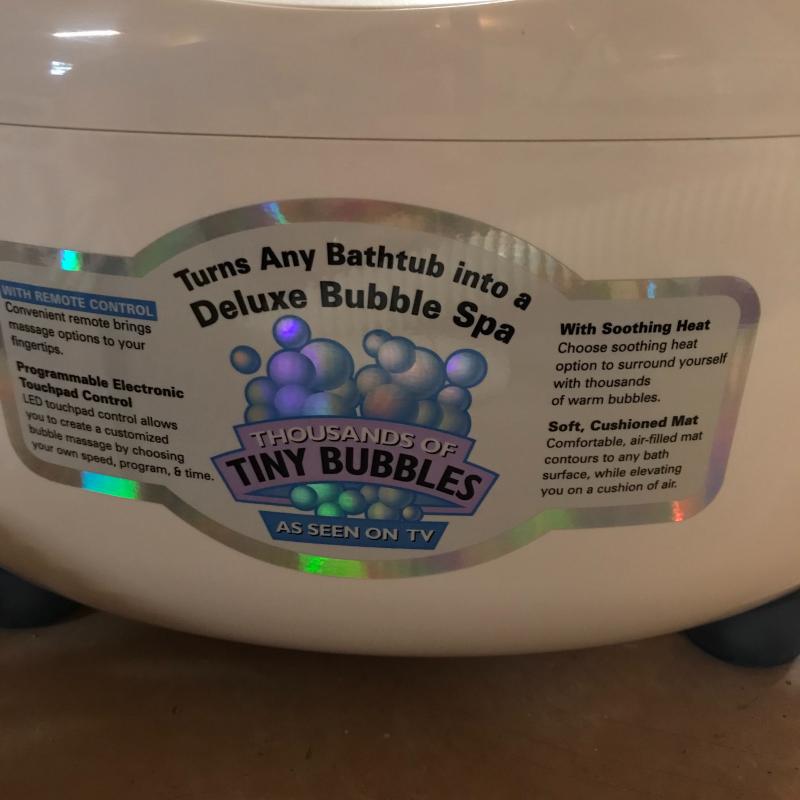 Turns Any Bathtub into a
Deluxe Bubble Spa
WITH REMOTE CONTROL
Convenient remote brings
massage options to your
fingertips.
Programmable Electronic
Touchpad Control
LED touchpad control allows
you to create a customized
bubble massage by choosing
your own speed, program, & time.
THOUSANDS OF
TINY BUBBLES
AS SEEN ON TV
With Soothing Heat
Choose soothing heat
option to surround yourself
with thousands
of warm bubbles.
Soft, Cushioned Mat
Comfortable, air-filled mat
contours to any bath
surface, while elevating
you on a cushion of air.